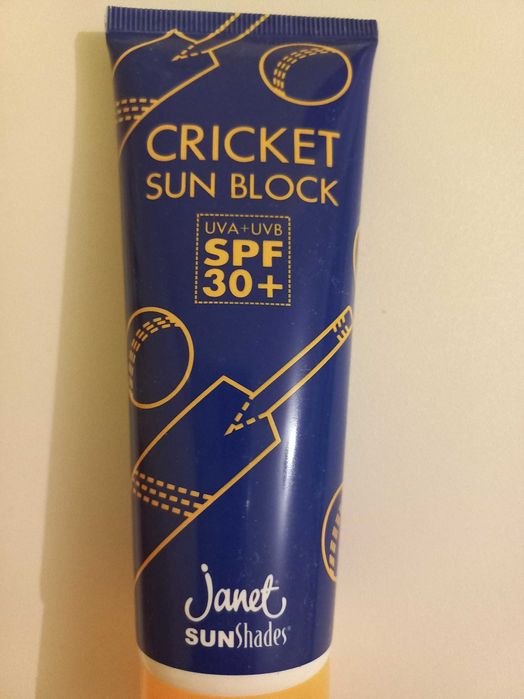 CRICKET
SUN BLOCK
UVA+UVB
SPF
30+
Janet
SUNShades